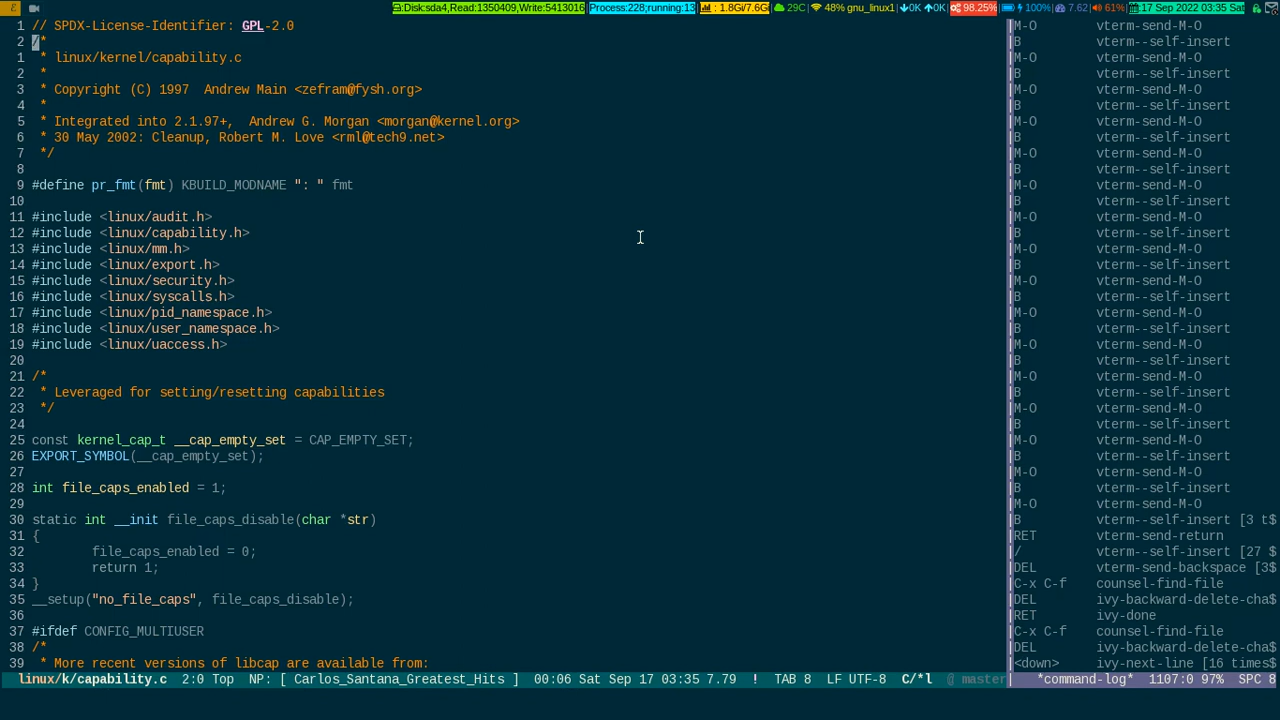 Disk:sda4,Read:1350409,Write:5413016 Process:228;running:13 : 1.8Gi/7.6Gi 29C 48% gnu_linux1 0K 0K 98.25% 100% 7.62 61% 17 Sep 2022 03:35 Sat
1 // SPDX-License-Identifier: GPL-2.0
2 /*
1  * linux/kernel/capability.c
2  *
3  * Copyright (C) 1997  Andrew Main <zefram@fysh.org>
4  *
5  * Integrated into 2.1.97+,  Andrew G. Morgan <morgan@kernel.org>
6  * 30 May 2002: Cleanup, Robert M. Love <rml@tech9.net>
7  */
8
9 #define pr_fmt(fmt) KBUILD_MODNAME ": " fmt
10
11 #include <linux/audit.h>
12 #include <linux/capability.h>
13 #include <linux/mm.h>
14 #include <linux/export.h>
15 #include <linux/security.h>
16 #include <linux/syscalls.h>
17 #include <linux/pid_namespace.h>
18 #include <linux/user_namespace.h>
19 #include <linux/uaccess.h>
20
21 /*
22  * Leveraged for setting/resetting capabilities
23  */
24
25 const kernel_cap_t __cap_empty_set = CAP_EMPTY_SET;
26 EXPORT_SYMBOL(__cap_empty_set);
27
28 int file_caps_enabled = 1;
29
30 static int __init file_caps_disable(char *str)
31 {
32         file_caps_enabled = 0;
33         return 1;
34 }
35 __setup("no_file_caps", file_caps_disable);
36
37 #ifdef CONFIG_MULTIUSER
38 /*
39  * More recent versions of libcap are available from:
linux/k/capability.c  2:0 Top  NP: [ Carlos_Santana_Greatest_Hits ]  00:06 Sat Sep 17 03:35 7.79  !  TAB 8  LF UTF-8  C/*l  @ master
M-O vterm-send-M-O
B vterm--self-insert
M-O vterm-send-M-O
B vterm--self-insert
M-O vterm-send-M-O
B vterm--self-insert
M-O vterm-send-M-O
B vterm--self-insert
M-O vterm-send-M-O
B vterm--self-insert
M-O vterm-send-M-O
B vterm--self-insert
M-O vterm-send-M-O
B vterm--self-insert
M-O vterm-send-M-O
B vterm--self-insert
M-O vterm-send-M-O
B vterm--self-insert
M-O vterm-send-M-O
B vterm--self-insert
M-O vterm-send-M-O
B vterm--self-insert
M-O vterm-send-M-O
B vterm--self-insert
M-O vterm-send-M-O
B vterm--self-insert
M-O vterm-send-M-O
B vterm--self-insert
M-O vterm-send-M-O
B vterm--self-insert
M-O vterm-send-M-O
B vterm--self-insert [3 t$
RET vterm-send-return
/ vterm--self-insert [27 $
DEL vterm-send-backspace [3$
C-x C-f counsel-find-file
DEL ivy-backward-delete-cha$
RET ivy-done
C-x C-f counsel-find-file
DEL ivy-backward-delete-cha$
<down> ivy-next-line [16 times$
*command-log*  1107:0 97%  SPC 8